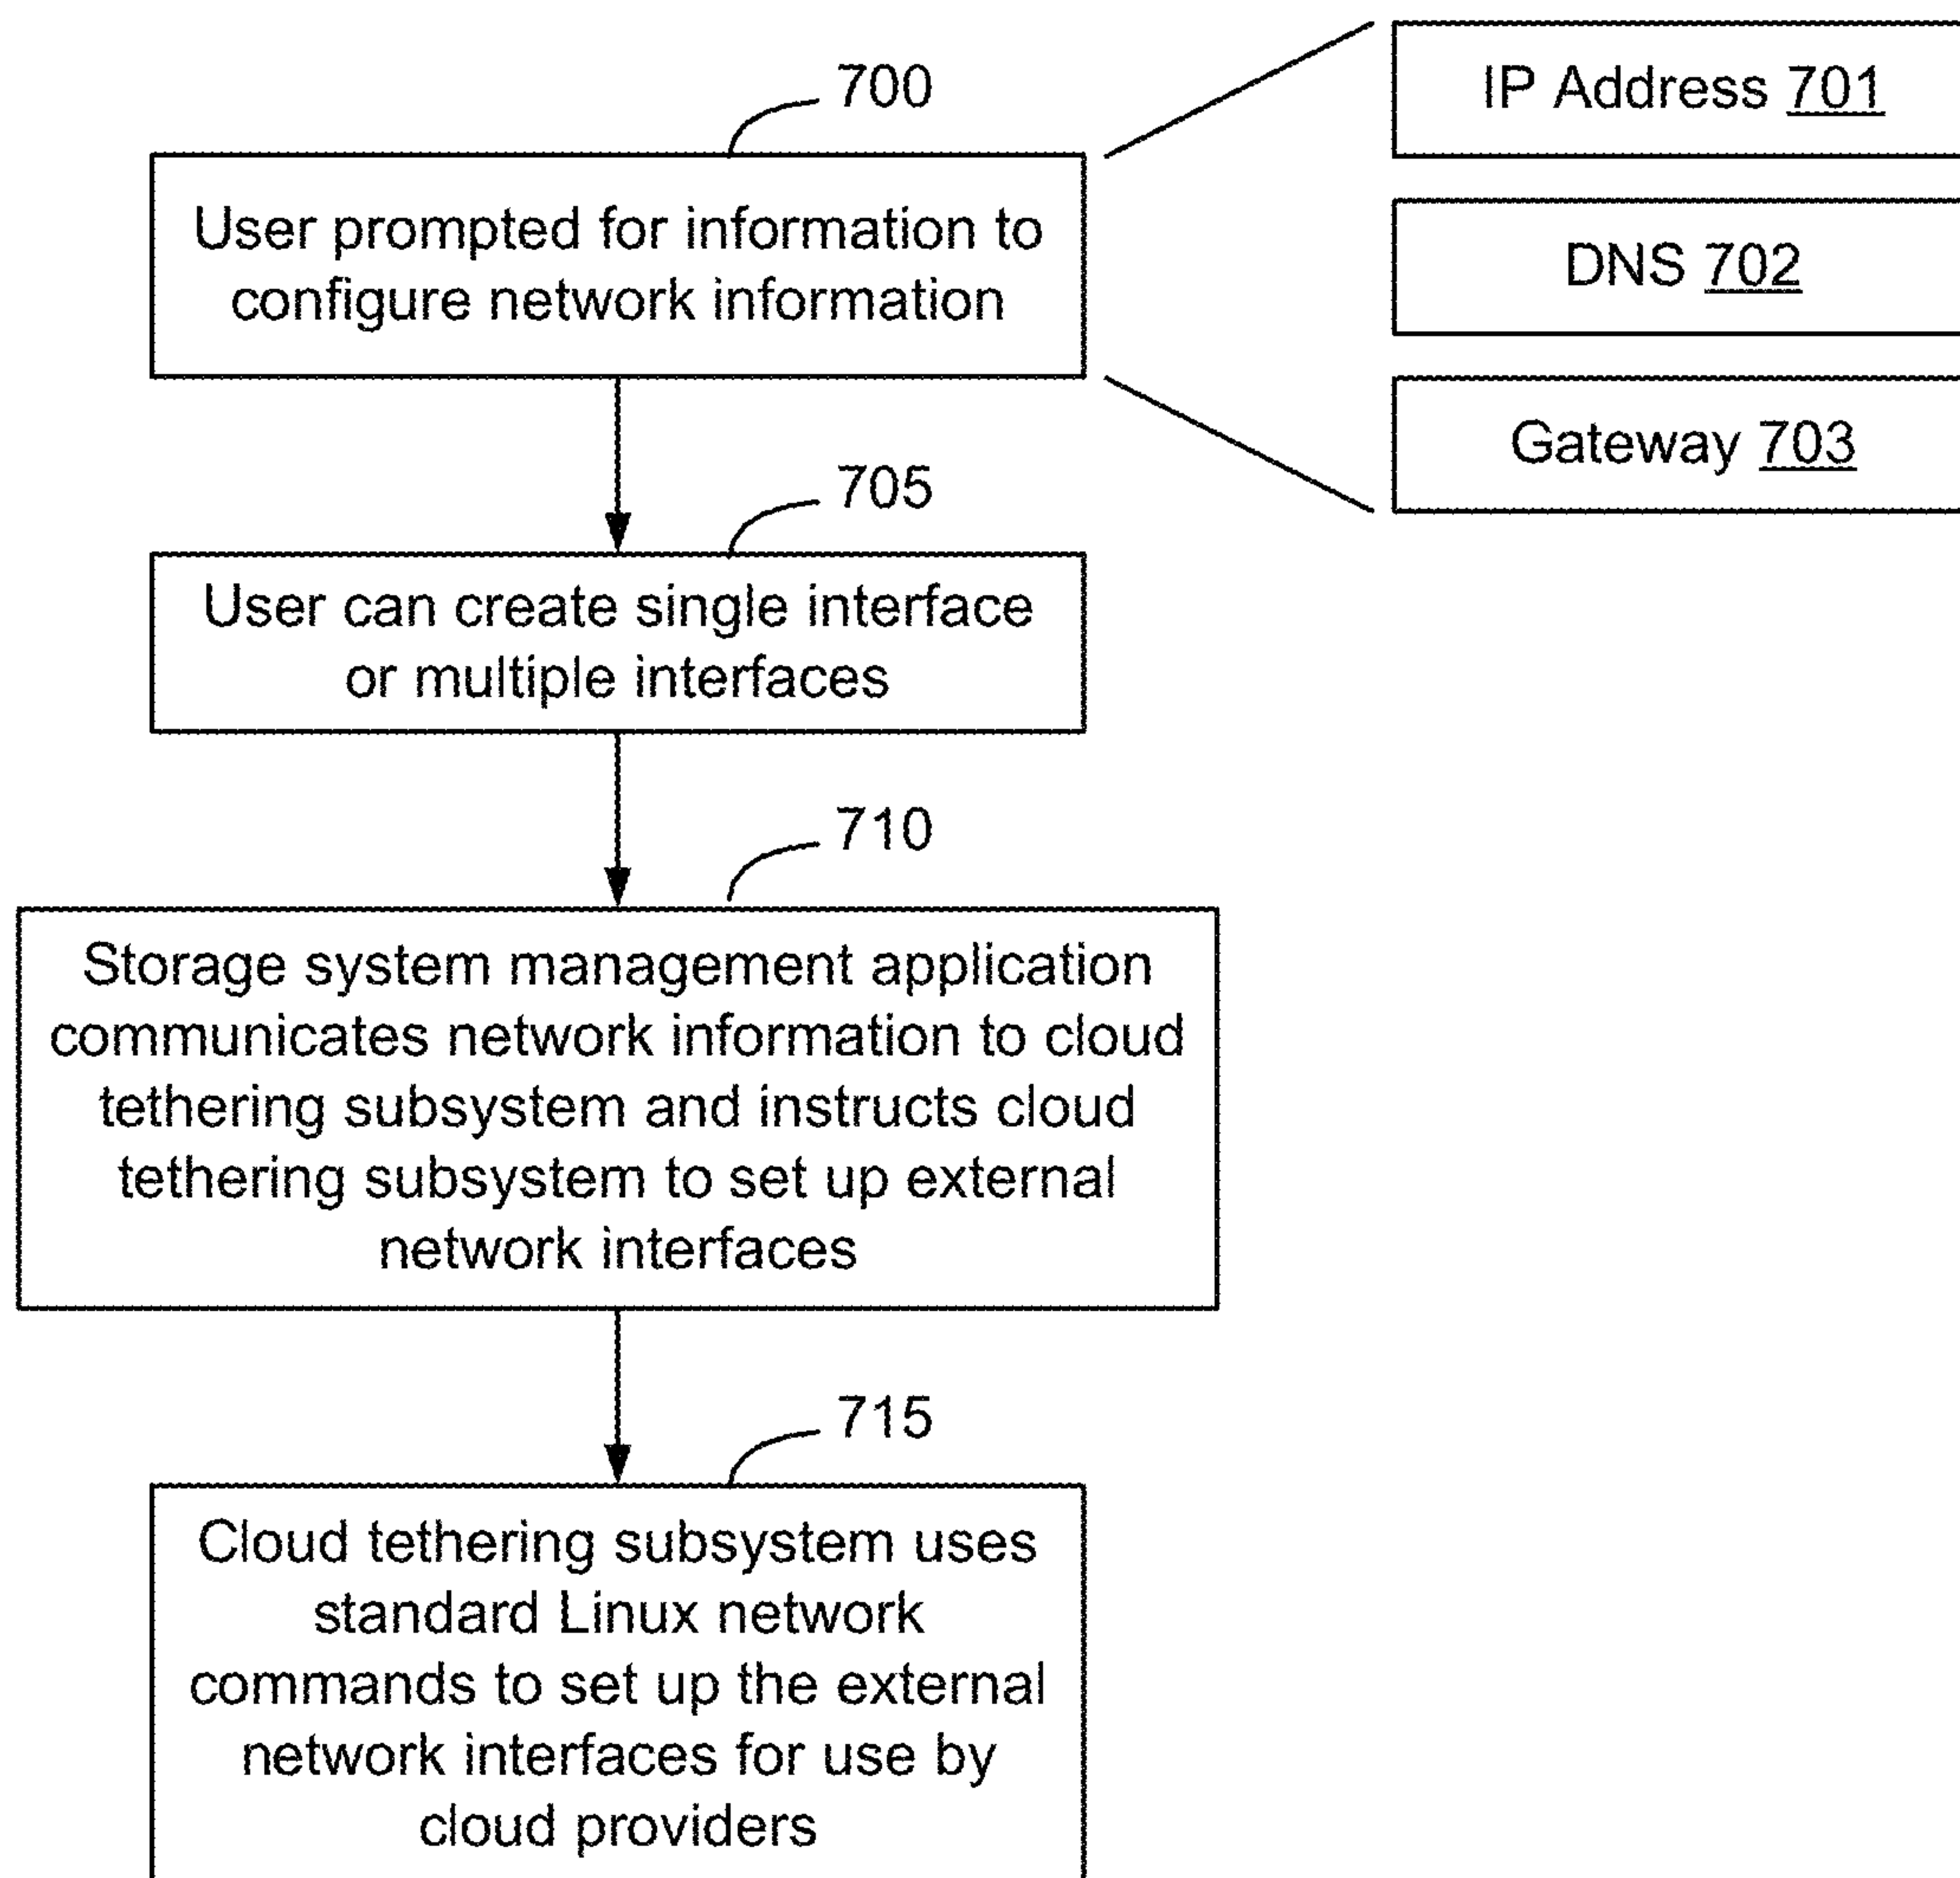 700
User prompted for information to
configure network information
IP Address 701
DNS 702
Gateway 703
705
User can create single interface
or multiple interfaces
710
Storage system management application
communicates network information to cloud
tethering subsystem and instructs cloud
tethering subsystem to set up external
network interfaces
715
Cloud tethering subsystem uses
standard Linux network
commands to set up the external
network interfaces for use by
cloud providers